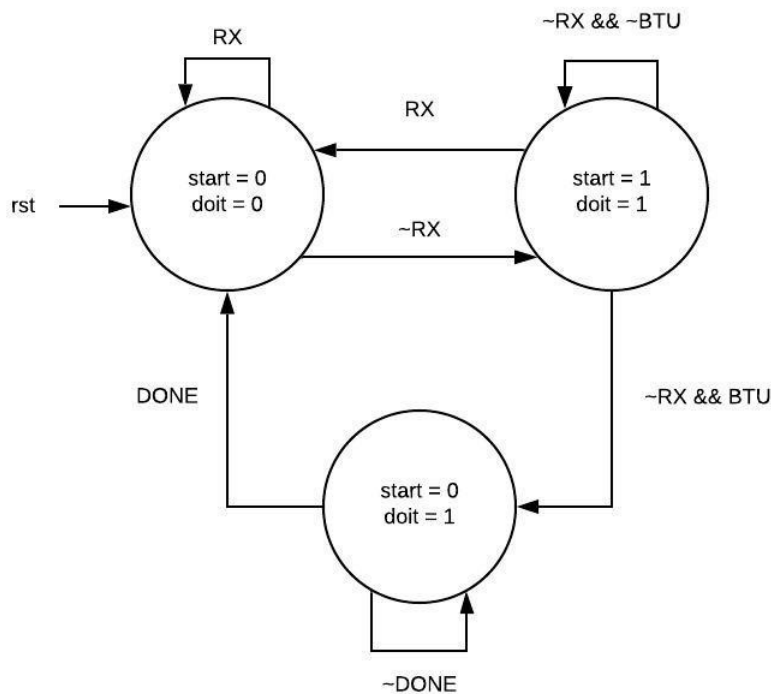 RX
~RX && ~BTU
RX
start = 0
doit = 0
start = 1
doit = 1
rst
~RX
DONE
~RX && BTU
start = 0
doit = 1
~DONE